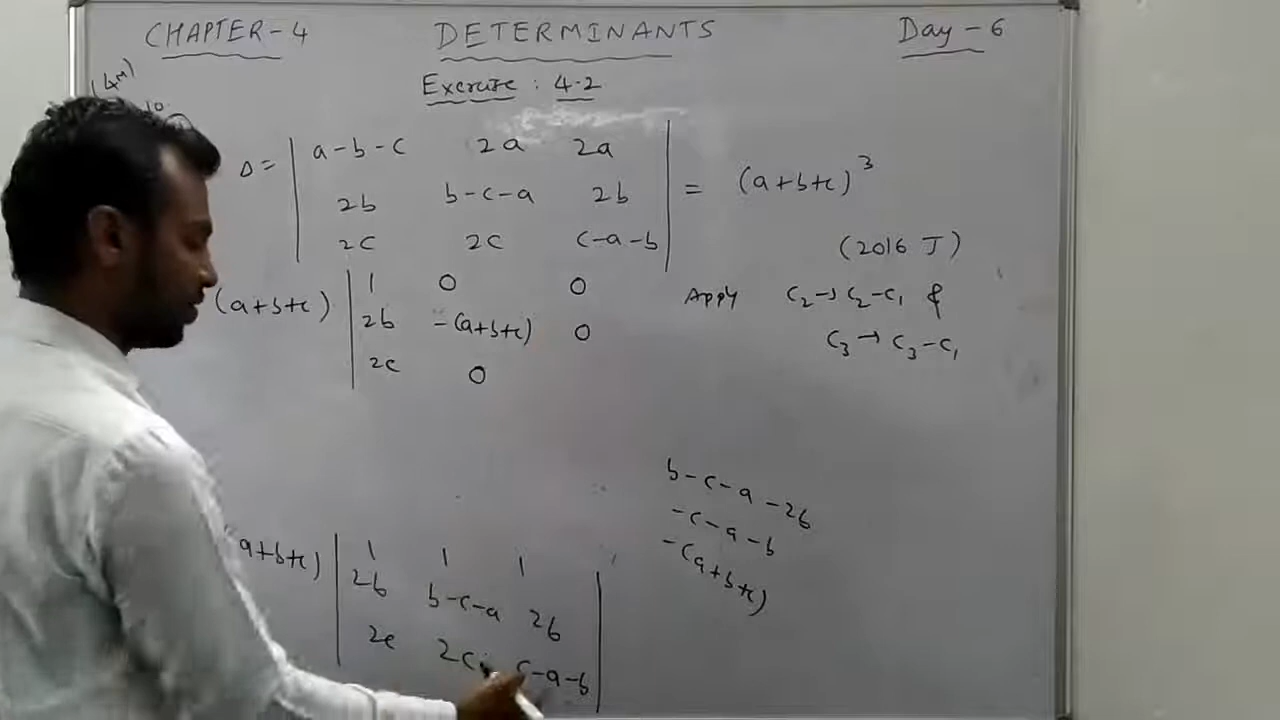 CHAPTER-4 DETERMINANTS Day-6
(4M) Exercise : 4.2
10.
Δ = | a-b-c 2a 2a |
| 2b b-c-a 2b | = (a+b+c)³
| 2c 2c c-a-b |
(2016 J)
(a+b+c) | 1 0 0
2b -(a+b+c) 0
2c 0
Apply C₂→C₂-C₁ &
C₃→C₃-C₁
b-c-a-2b
-c-a-b
-(a+b+c)
a+b+c) | 1 1 1 |
| 2b b-c-a 2b |
| 2c 2c c-a-b |